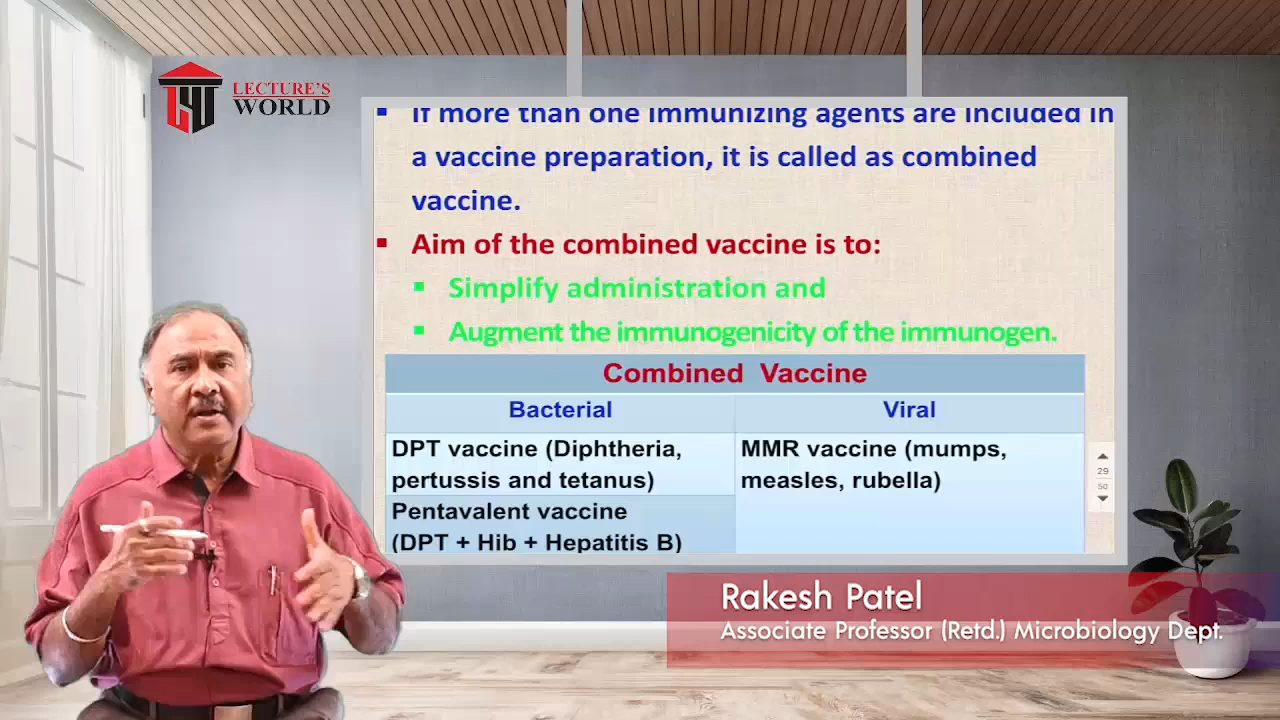 LECTURE'S
WORLD
▪ If more than one immunizing agents are included in
a vaccine preparation, it is called as combined
vaccine.
▪ Aim of the combined vaccine is to:
▪ Simplify administration and
▪ Augment the immunogenicity of the immunogen.
Combined Vaccine
Bacterial Viral
DPT vaccine (Diphtheria,
pertussis and tetanus)
MMR vaccine (mumps,
measles, rubella)
Pentavalent vaccine
(DPT + Hib + Hepatitis B)
29
50
Rakesh Patel
Associate Professor (Retd.) Microbiology Dept.